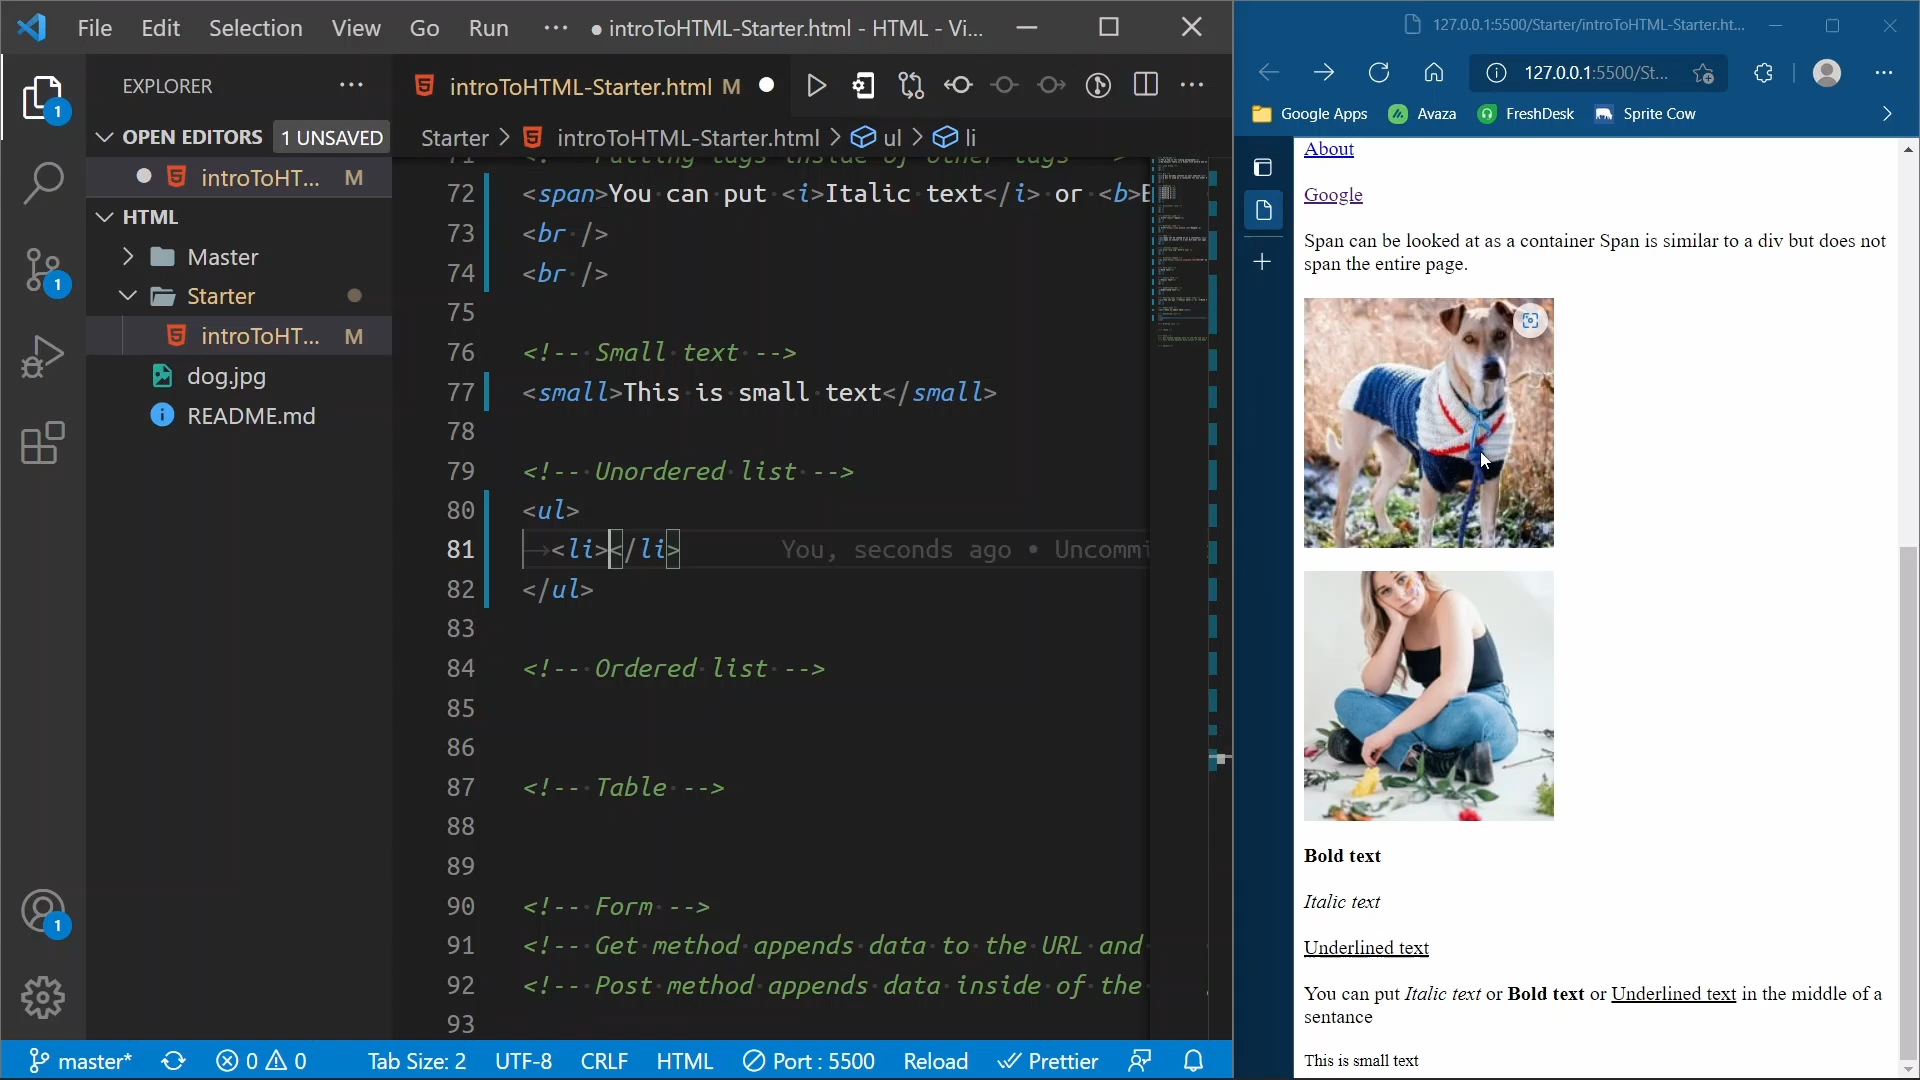 File Edit Selection View Go Run ··· ● introToHTML-Starter.html - HTML - Vi...
127.0.0.1:5500/Starter/introToHTML-Starter.ht...
127.0.0.1:5500/St...
Google Apps Avaza FreshDesk Sprite Cow
EXPLORER
OPEN EDITORS 1 UNSAVED
introToHT... M
HTML
Master
Starter
introToHT... M
dog.jpg
README.md
1
1
1
introToHTML-Starter.html M
Starter > introToHTML-Starter.html > ul > li
72 <span>You can put <i>Italic text</i> or <b>
73 <br />
74 <br />
75
76 <!-- Small text -->
77 <small>This is small text</small>
78
79 <!-- Unordered list -->
80 <ul>
81 <li></li> You, seconds ago • Uncommi
82 </ul>
83
84 <!-- Ordered list -->
85
86
87 <!-- Table -->
88
89
90 <!-- Form -->
91 <!-- Get method appends data to the URL and
92 <!-- Post method appends data inside of the
93
master* 0 0 Tab Size: 2 UTF-8 CRLF HTML Port : 5500 Reload Prettier
About
Google
Span can be looked at as a container Span is similar to a div but does not
span the entire page.
Bold text
Italic text
Underlined text
You can put Italic text or Bold text or Underlined text in the middle of a
sentance
This is small text